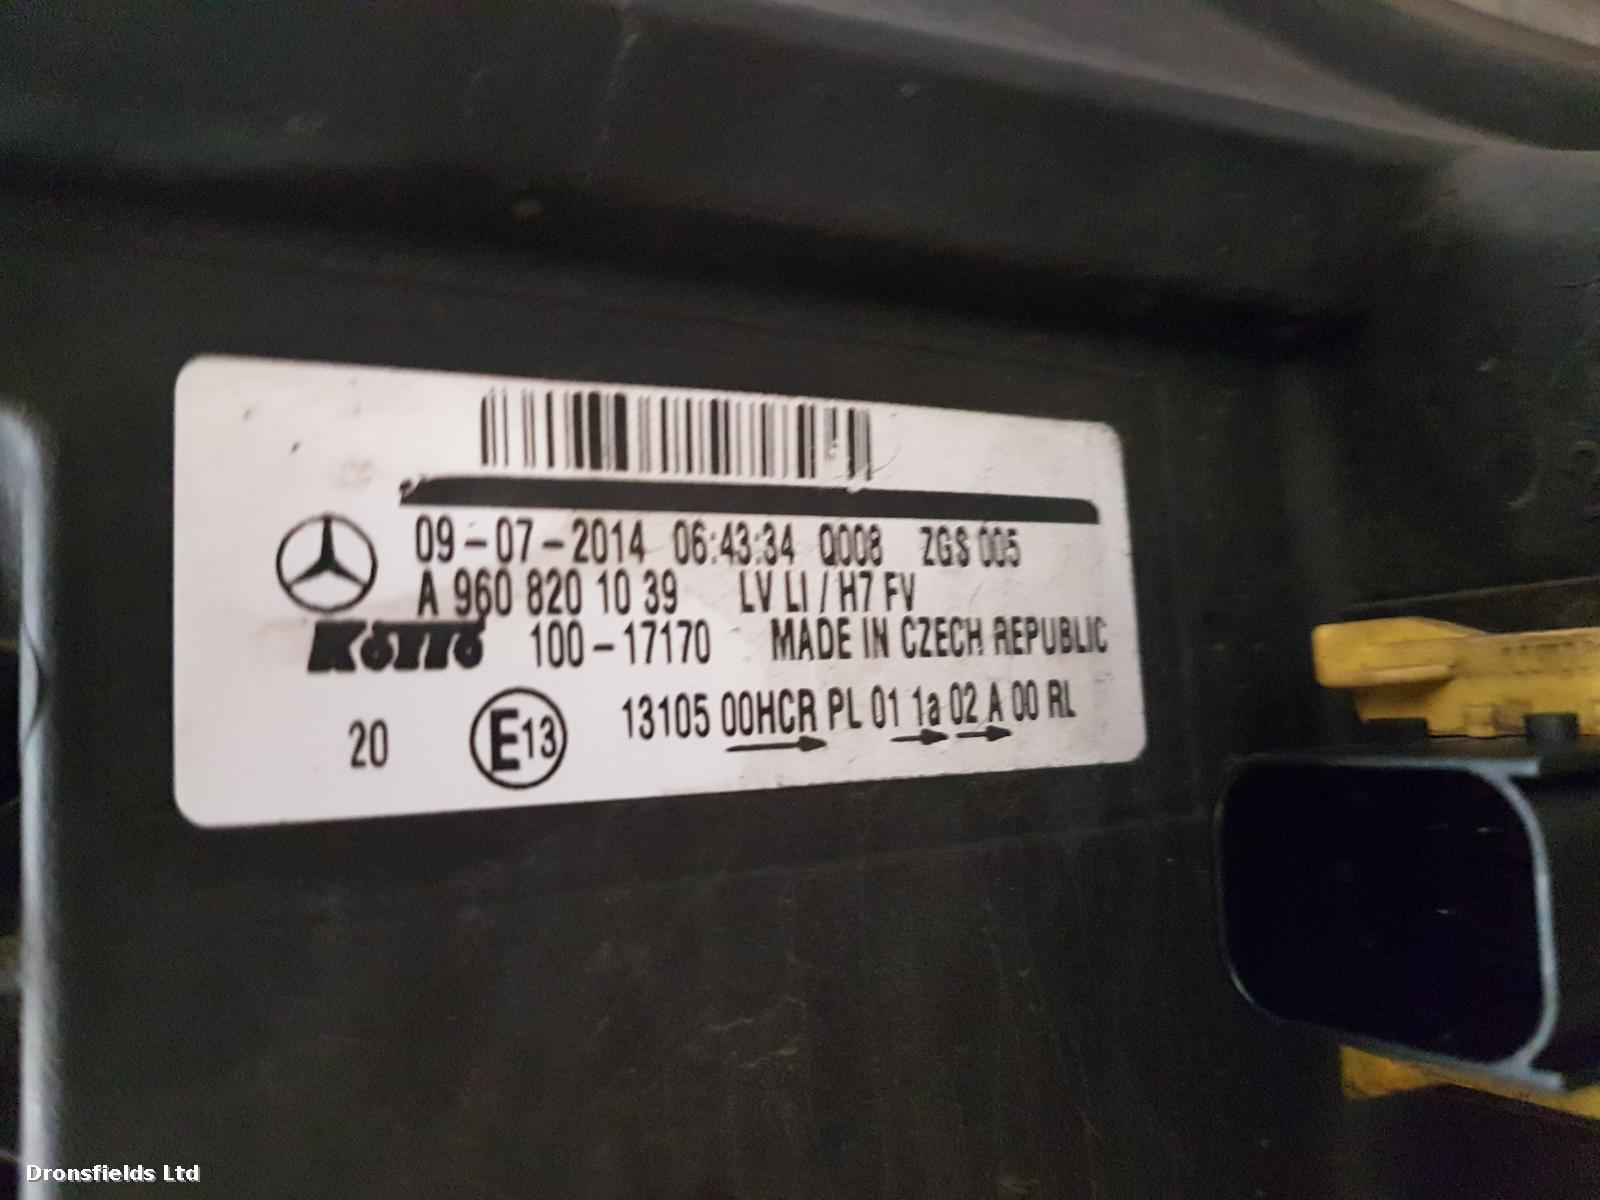 09-07-2014 06:43:34 Q008 ZGS 005
A 960 820 10 39 LV LI / H7 FV
100-17170 MADE IN CZECH REPUBLIC
20 E13 13105 00HCR PL 01 1a 02 A 00 RL
Dronsfields Ltd